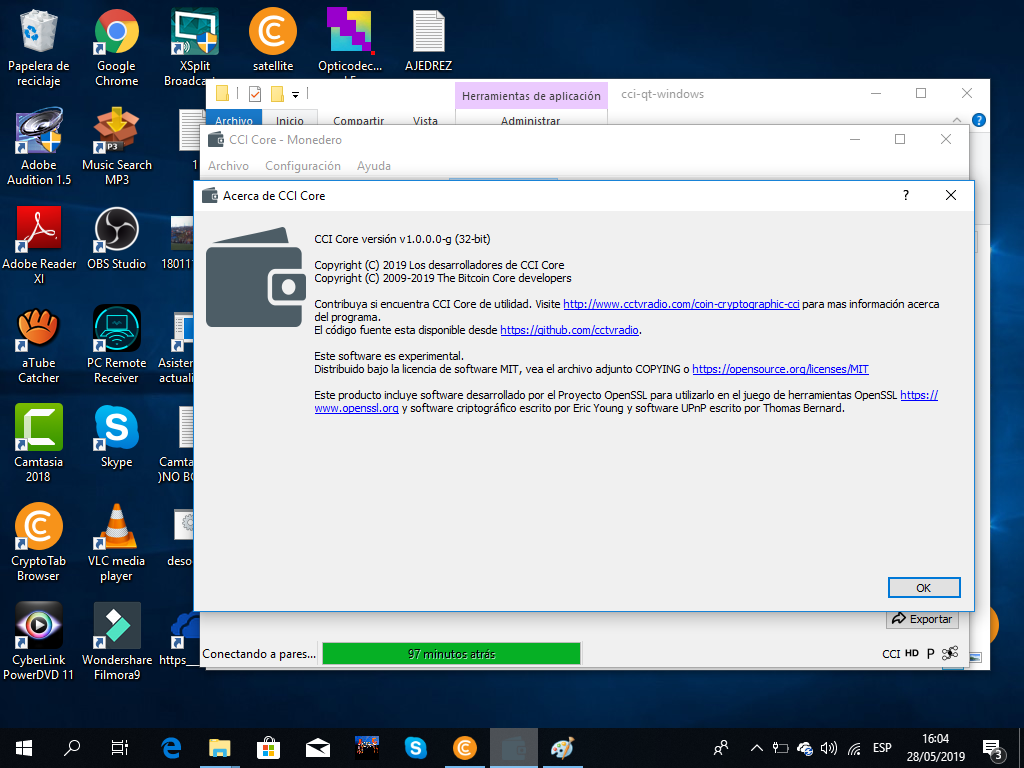 Papelera de
reciclaje
Google
Chrome
XSplit
Broadcas
satellite
Opticodec...
AJEDREZ
Adobe
Audition 1.5
Music Search
MP3
1
Adobe Reader
XI
OBS Studio
180111
aTube
Catcher
PC Remote
Receiver
Asisten
actuali
Camtasia
2018
Skype
Camta
)NO BO
CryptoTab
Browser
VLC media
player
deso
CyberLink
PowerDVD 11
Wondershare
Filmora9
https__
Herramientas de aplicación
cci-qt-windows
Archivo
Inicio
Compartir
Vista
Administrar
CCI Core - Monedero
Archivo
Configuración
Ayuda
Acerca de CCI Core
?
CCI Core versión v1.0.0.0-g (32-bit)
Copyright (C) 2019 Los desarrolladores de CCI Core
Copyright (C) 2009-2019 The Bitcoin Core developers
Contribuya si encuentra CCI Core de utilidad. Visite http://www.cctvradio.com/coin-cryptographic-cci para mas información acerca
del programa.
El código fuente esta disponible desde https://github.com/cctvradio.
Este software es experimental.
Distribuido bajo la licencia de software MIT, vea el archivo adjunto COPYING o https://opensource.org/licenses/MIT
Este producto incluye software desarrollado por el Proyecto OpenSSL para utilizarlo en el juego de herramientas OpenSSL https://
www.openssl.org y software criptográfico escrito por Eric Young y software UPnP escrito por Thomas Bernard.
OK
Exportar
Conectando a pares...
97 minutos atrás
CCI HD P
ESP
16:04
28/05/2019
3